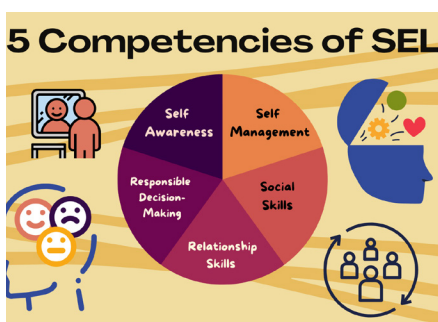 5 Competencies of SEL
Self
Awareness
Self
Management
Social
Skills
Relationship
Skills
Responsible
Decision-
Making